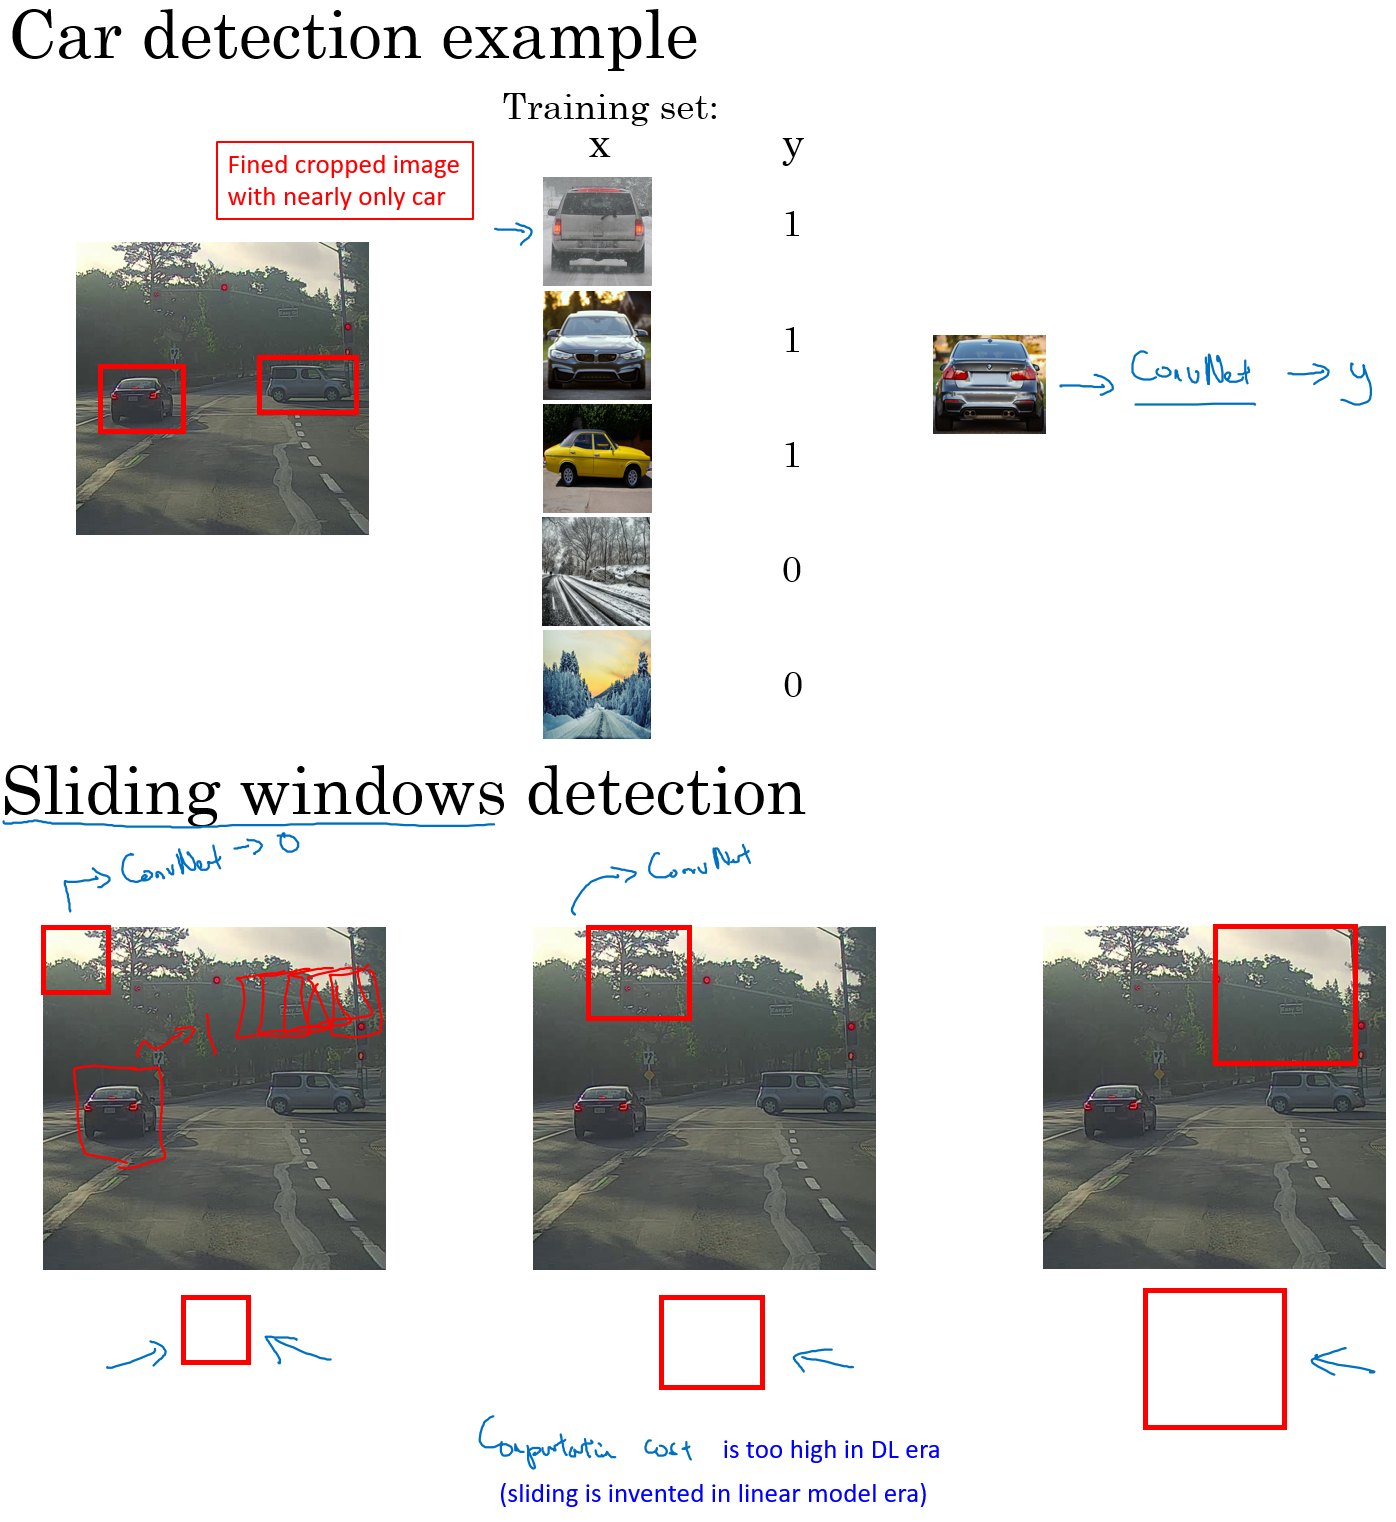 Car detection example
Training set:
x y
Fined cropped image
with nearly only car
1
1
ConvNet y
1
0
0
Sliding windows detection
ConvNet 0
ConvNet
1
Computation cost is too high in DL era
(sliding is invented in linear model era)